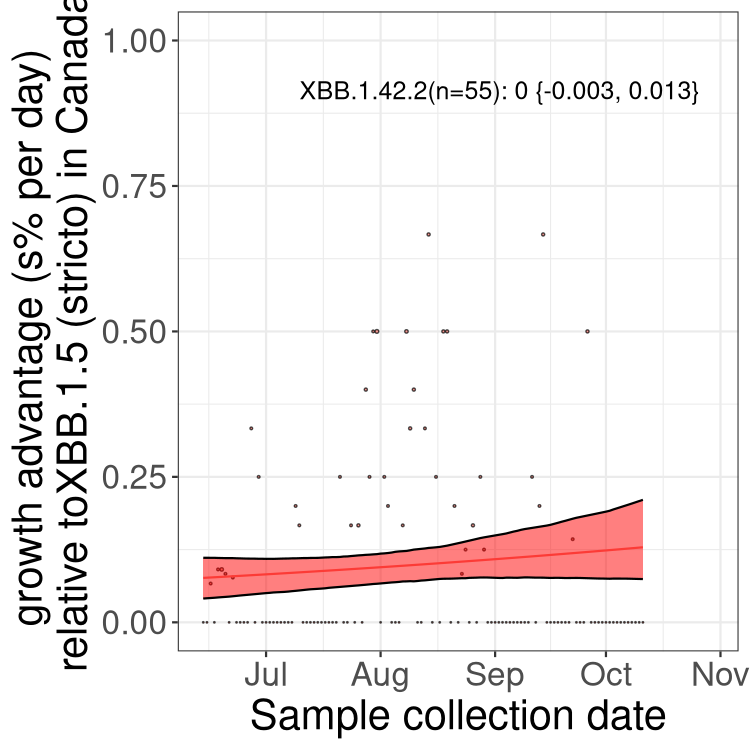 growth advantage (s% per day)
relative toXBB.1.5 (stricto) in Canada
1.00
0.75
0.50
0.25
0.00
XBB.1.42.2(n=55): 0 {-0.003, 0.013}
Jul Aug Sep Oct Nov
Sample collection date